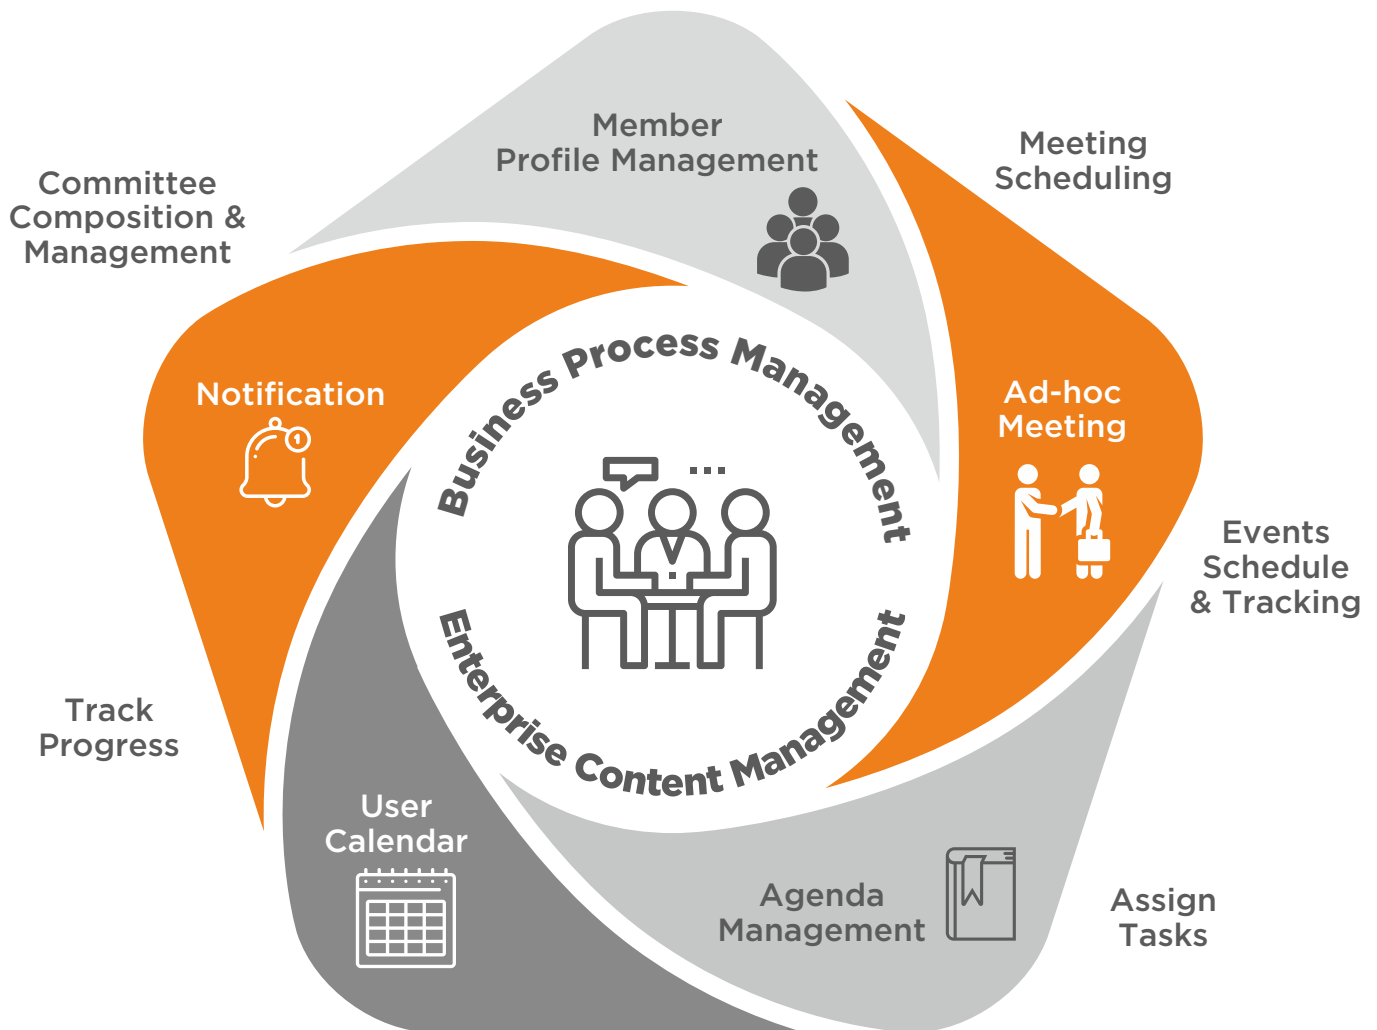 Member
Profile Management
Meeting
Scheduling
Committee
Composition &
Management
Notification
1
Business Process Management
Ad-hoc
Meeting
Events
Schedule
& Tracking
Enterprise Content Management
Track
Progress
User
Calendar
Agenda
Management
Assign
Tasks